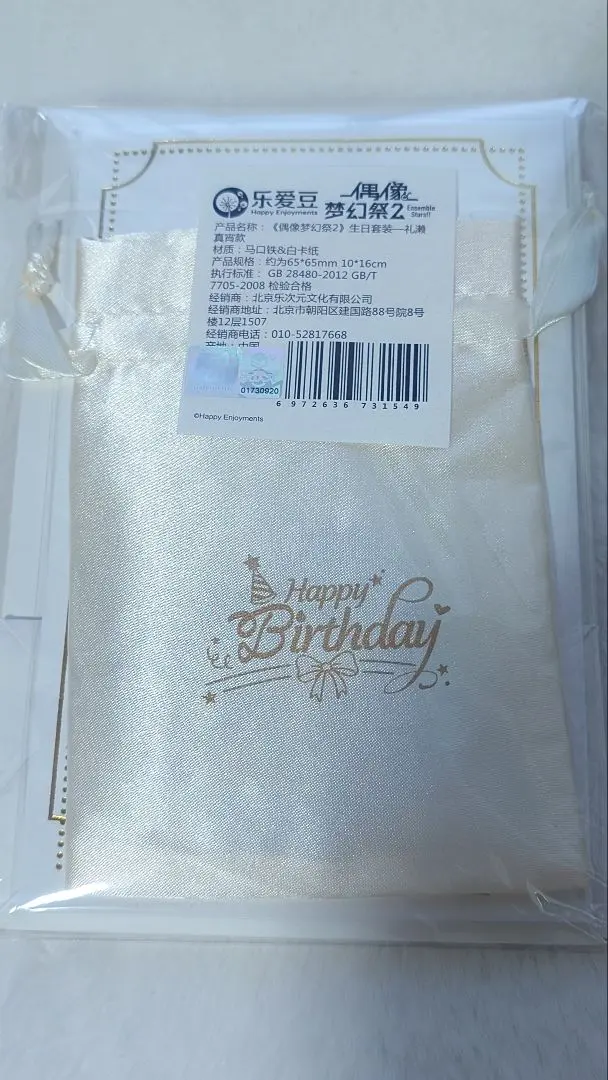 乐爱豆
Happy Enjoyments
偶像
梦幻祭2 Ensemble Stars!!
产品名称：《偶像梦幻祭2》生日套装—礼濑
真宵款
材质：马口铁&白卡纸
产品规格：约为65*65mm 10*16cm
执行标准： GB 28480-2012 GB/T
7705-2008 检验合格
经销商：北京乐次元文化有限公司
经销商地址：北京市朝阳区建国路88号院8号
楼12层1507
经销商电话：010-52817668
产地：中国
01730920
6 972636 731549
©Happy Enjoyments
Happy
Birthday